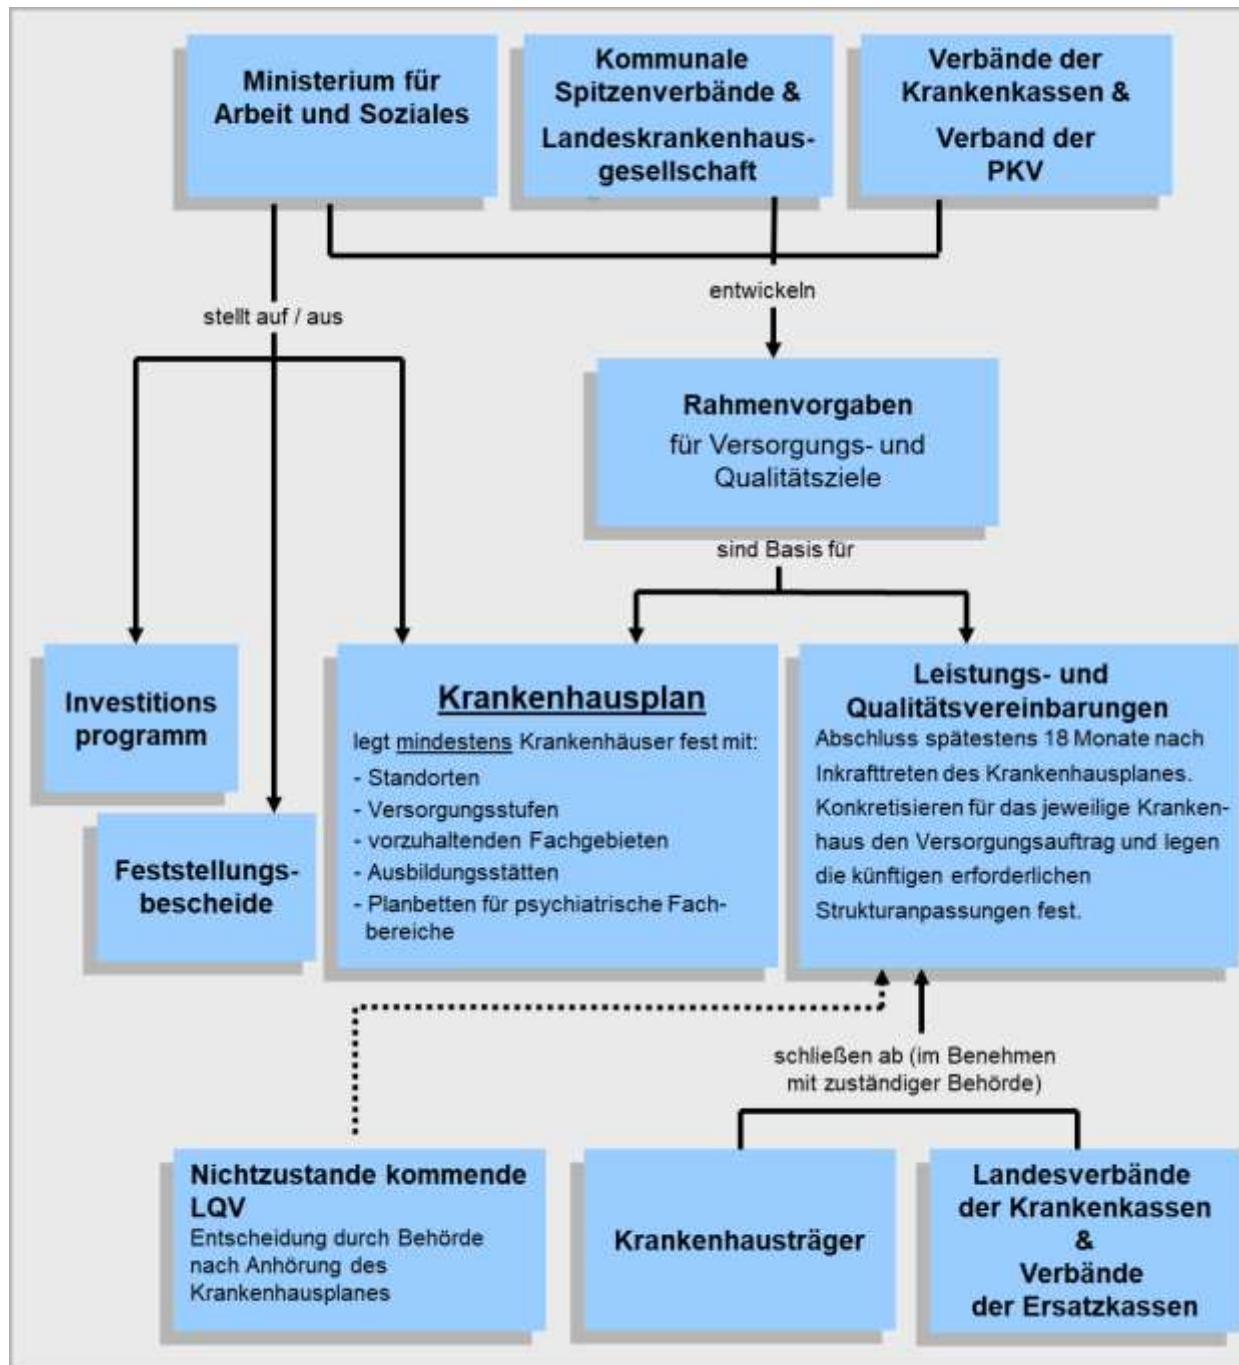 Ministerium für
Arbeit und Soziales
Kommunale
Spitzenverbände &
Landeskrankenhaus-
gesellschaft
Verbände der
Krankenkassen &
Verband der
PKV
stellt auf / aus
entwickeln
Rahmenvorgaben
für Versorgungs- und
Qualitätsziele
sind Basis für
Investitions
programm
Feststellungs-
bescheide
Krankenhausplan
legt mindestens Krankenhäuser fest mit:
- Standorten
- Versorgungsstufen
- vorzuhaltenden Fachgebieten
- Ausbildungsstätten
- Planbetten für psychiatrische Fach-
bereiche
Leistungs- und
Qualitätsvereinbarungen
Abschluss spätestens 18 Monate nach
Inkrafttreten des Krankenhausplanes.
Konkretisieren für das jeweilige Kranken-
haus den Versorgungsauftrag und legen
die künftigen erforderlichen
Strukturanpassungen fest.
schließen ab (im Benehmen
mit zuständiger Behörde)
Nichtzustande kommende
LQV
Entscheidung durch Behörde
nach Anhörung des
Krankenhausplanes
Krankenhausträger
Landesverbände
der Krankenkassen
&
Verbände
der Ersatzkassen